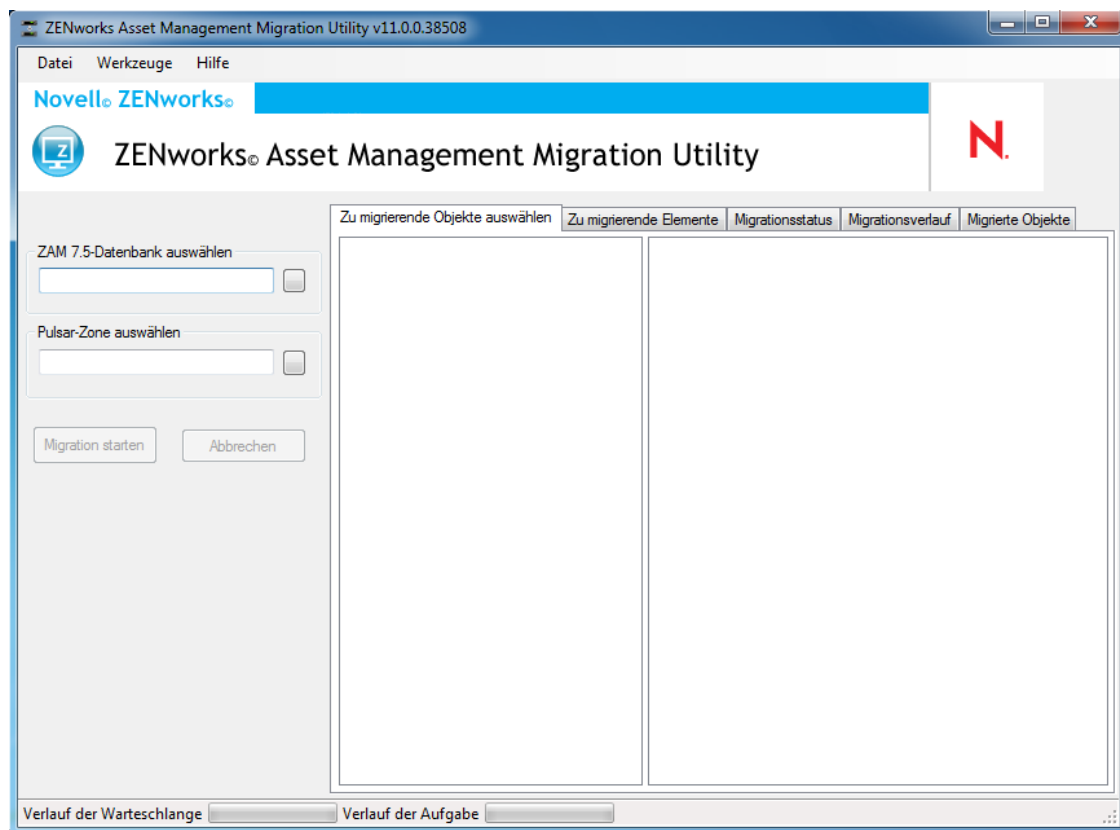 ZENworks Asset Management Migration Utility v11.0.0.38508
Datei Werkzeuge Hilfe
Novell© ZENworks©
Z
ZENworks© Asset Management Migration Utility
N.
Zu migrierende Objekte auswählen Zu migrierende Elemente Migrationsstatus Migrationsverlauf Migrierte Objekte
ZAM 7.5-Datenbank auswählen
Pulsar-Zone auswählen
Migration starten Abbrechen
Verlauf der Warteschlange Verlauf der Aufgabe